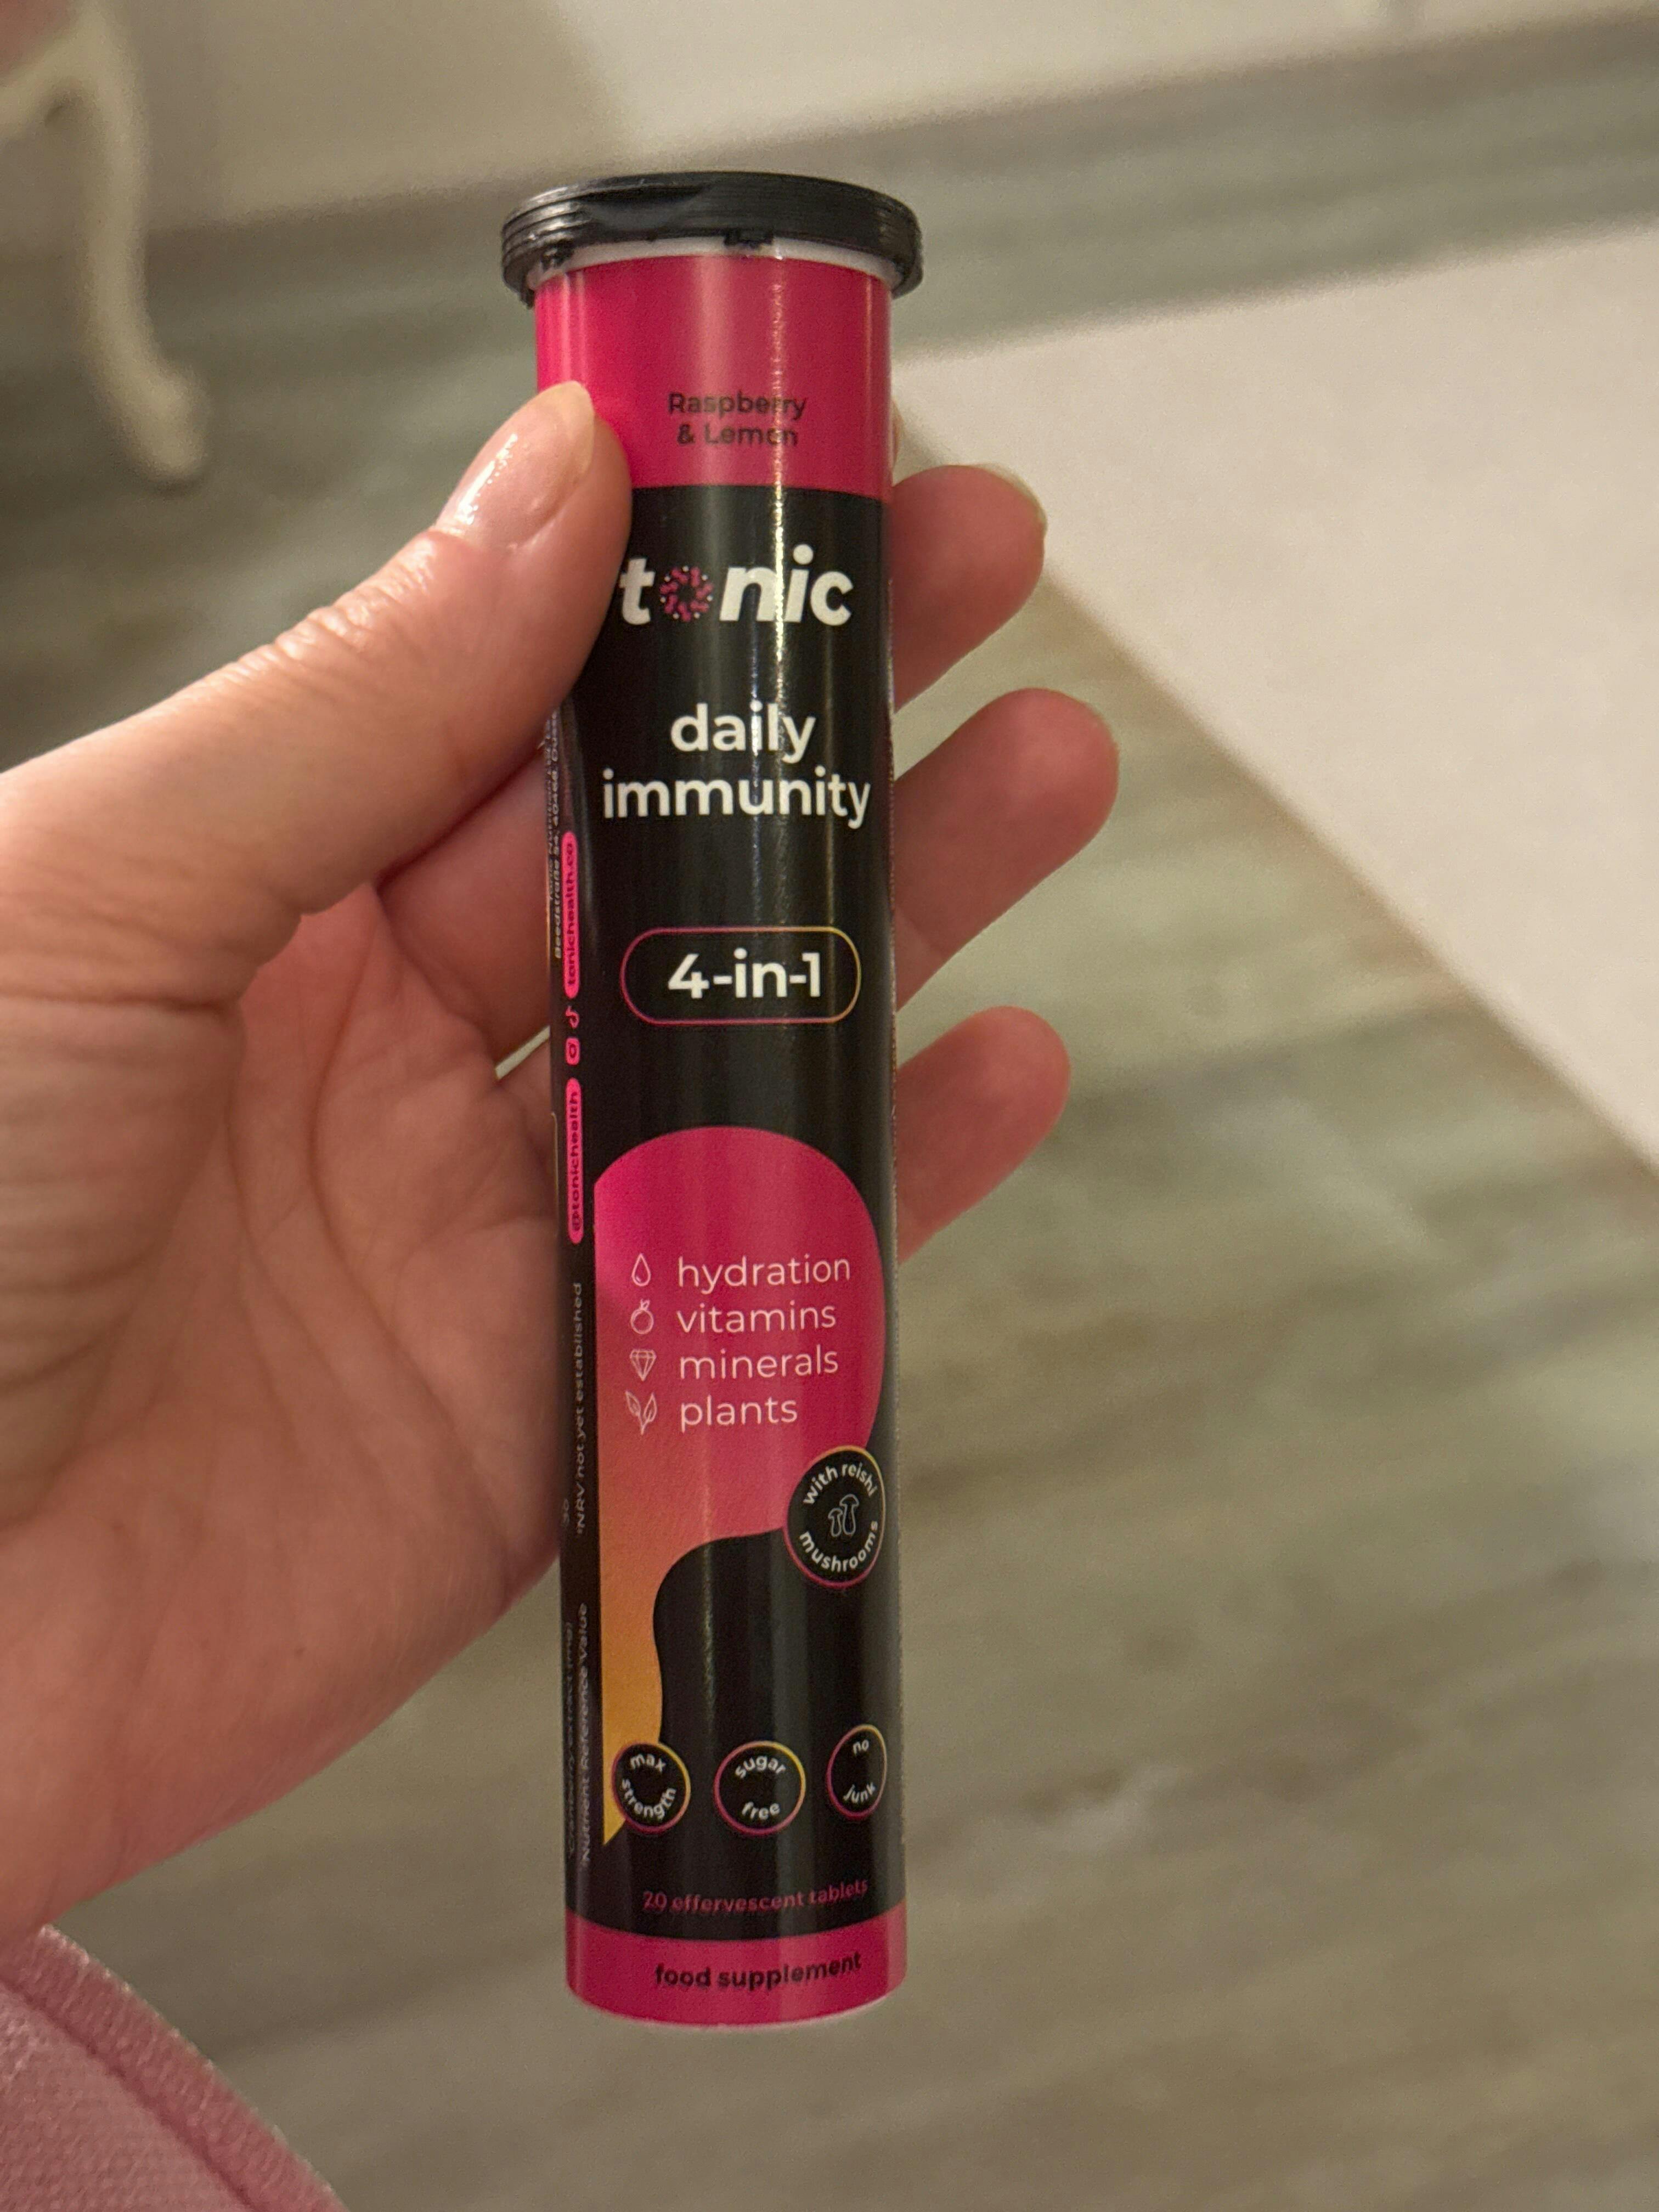 Raspberry
& Lemon
tonic
daily
immunity
4-in-1
hydration
vitamins
minerals
plants
with reishi
mushrooms
max
strength
sugar
free
no
junk
20 effervescent tablets
food supplement
tonichealth.co
@tonichealth
NRV not yet established
Nutrient Reference Value